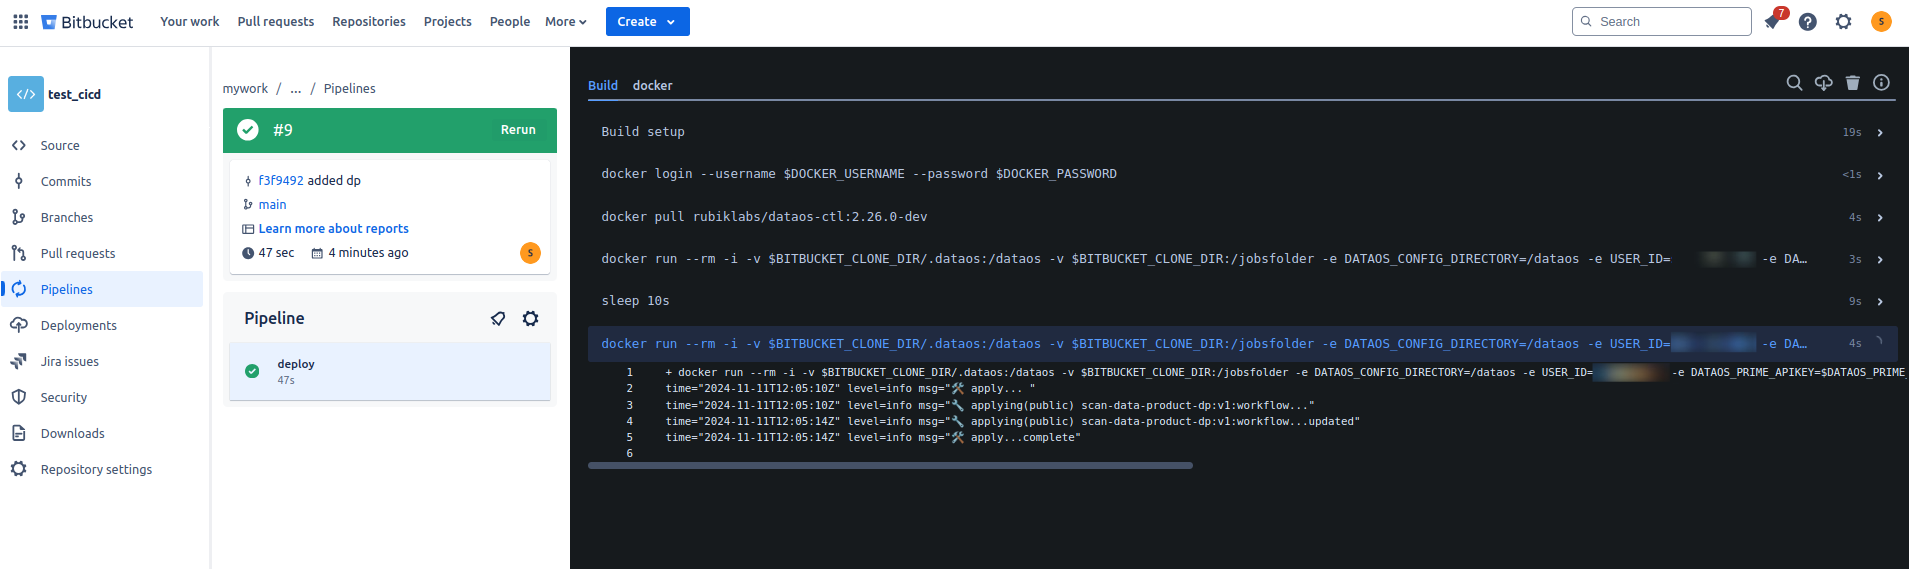 Bitbucket Your work Pull requests Repositories Projects People More Create Search 7 ? S
</> test_cicd
Source
Commits
Branches
Pull requests
Pipelines
Deployments
Jira issues
Security
Downloads
Repository settings
mywork / ... / Pipelines
#9 Rerun
f3f9492 added dp
main
Learn more about reports
47 sec 4 minutes ago S
Pipeline
deploy
47s
Build docker
Build setup 19s
docker login --username $DOCKER_USERNAME --password $DOCKER_PASSWORD <1s
docker pull rubiklabs/dataos-ctl:2.26.0-dev 4s
docker run --rm -i -v $BITBUCKET_CLONE_DIR/.dataos:/dataos -v $BITBUCKET_CLONE_DIR:/jobsfolder -e DATAOS_CONFIG_DIRECTORY=/dataos -e USER_ID= -e DA… 3s
sleep 10s 9s
docker run --rm -i -v $BITBUCKET_CLONE_DIR/.dataos:/dataos -v $BITBUCKET_CLONE_DIR:/jobsfolder -e DATAOS_CONFIG_DIRECTORY=/dataos -e USER_ID= -e DA… 4s
1 + docker run --rm -i -v $BITBUCKET_CLONE_DIR/.dataos:/dataos -v $BITBUCKET_CLONE_DIR:/jobsfolder -e DATAOS_CONFIG_DIRECTORY=/dataos -e USER_ID= -e DATAOS_PRIME_APIKEY=$DATAOS_PRIME_
2 time="2024-11-11T12:05:10Z" level=info msg="🛠 apply... "
3 time="2024-11-11T12:05:10Z" level=info msg="🔧 applying(public) scan-data-product-dp:v1:workflow..."
4 time="2024-11-11T12:05:14Z" level=info msg="🔧 applying(public) scan-data-product-dp:v1:workflow...updated"
5 time="2024-11-11T12:05:14Z" level=info msg="🛠 apply...complete"
6